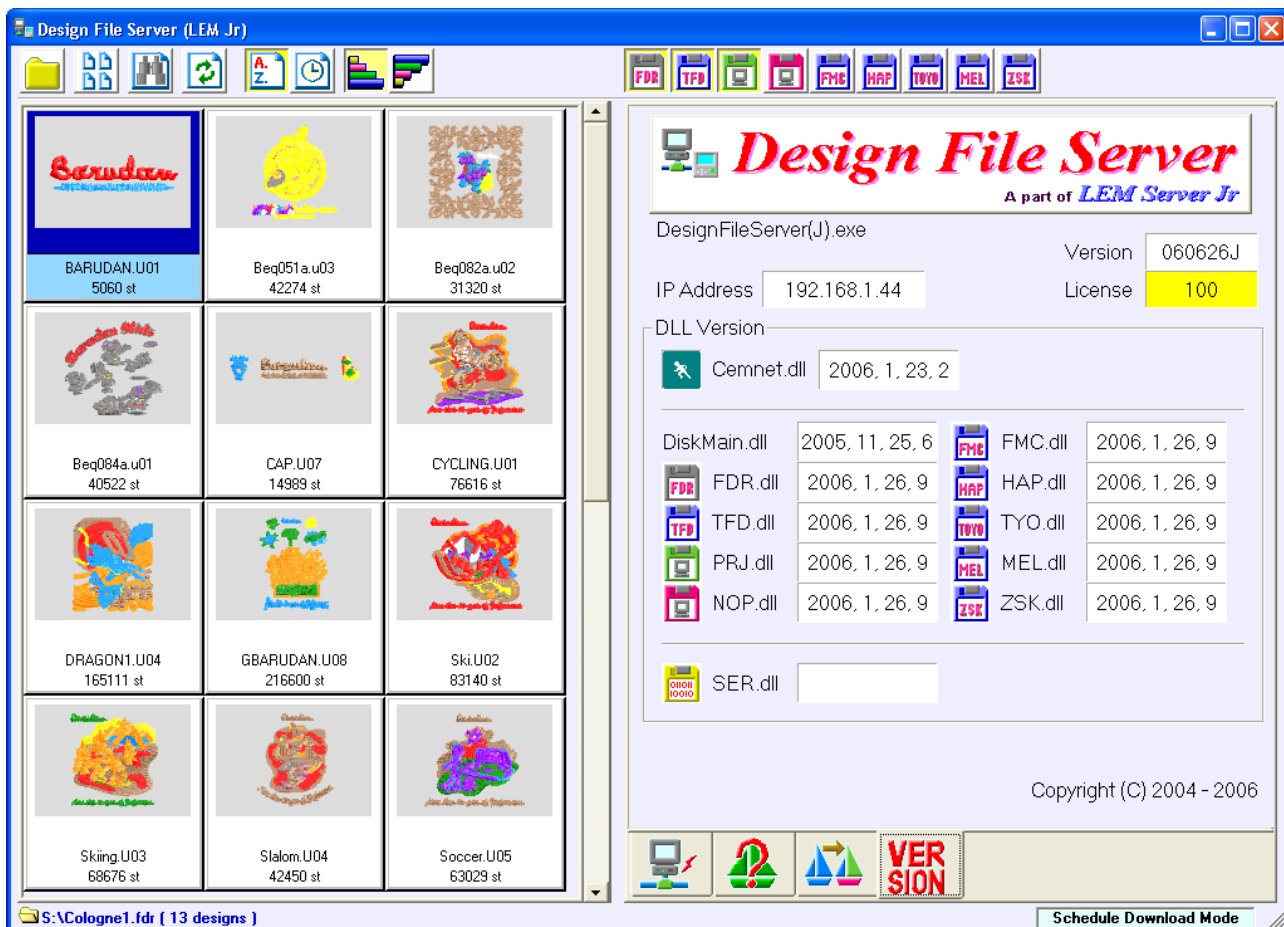 Design File Server (LEM Jr)
A.
Z.
FDR TFD FMC HAP TOYO MEL ZSK
Barudan
BARUDAN.U01
5060 st
Beq051a.u03
42274 st
Beq082a.u02
31320 st
Beq084a.u01
40522 st
CAP.U07
14989 st
CYCLING.U01
76616 st
DRAGON1.U04
165111 st
GBARUDAN.U08
216600 st
Ski.U02
83140 st
Skiing.U03
68676 st
Slalom.U04
42450 st
Soccer.U05
63029 st
S:\Cologne1.fdr ( 13 designs )
Design File Server
A part of LEM Server Jr
DesignFileServer(J).exe
Version 060626J
IP Address 192.168.1.44
License 100
DLL Version
Cemnet.dll 2006, 1, 23, 2
DiskMain.dll 2005, 11, 25, 6
FMC FMC.dll 2006, 1, 26, 9
FDR FDR.dll 2006, 1, 26, 9
HAP HAP.dll 2006, 1, 26, 9
TFD TFD.dll 2006, 1, 26, 9
TOYO TYO.dll 2006, 1, 26, 9
PRJ.dll 2006, 1, 26, 9
MEL MEL.dll 2006, 1, 26, 9
NOP.dll 2006, 1, 26, 9
ZSK ZSK.dll 2006, 1, 26, 9
01101
10010
SER.dll
Copyright (C) 2004 - 2006
VER
SION
Schedule Download Mode